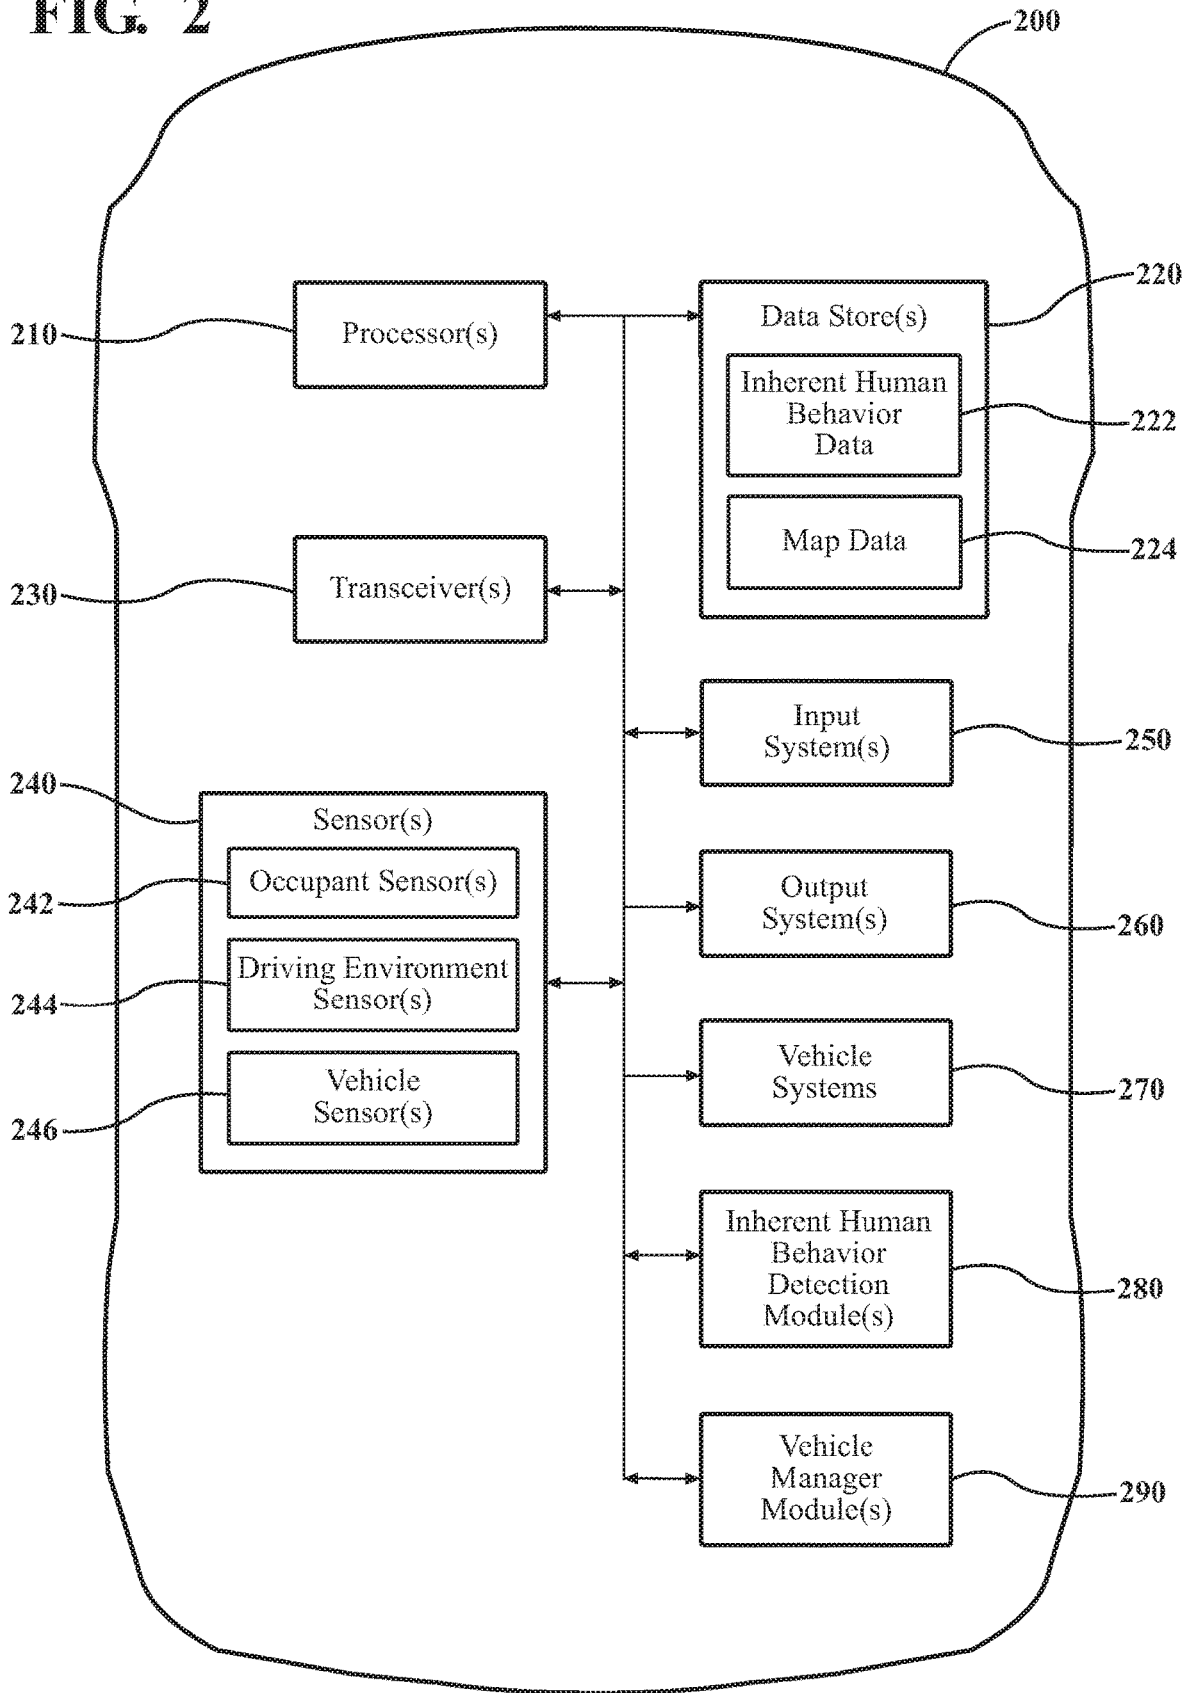 FIG. 2
200
210
Processor(s)
Data Store(s)
220
Inherent Human
Behavior
Data
222
Map Data
224
230
Transceiver(s)
Input
System(s)
250
240
Sensor(s)
Occupant Sensor(s)
242
Driving Environment
Sensor(s)
244
Vehicle
Sensor(s)
246
Output
System(s)
260
Vehicle
Systems
270
Inherent Human
Behavior
Detection
Module(s)
280
Vehicle
Manager
Module(s)
290